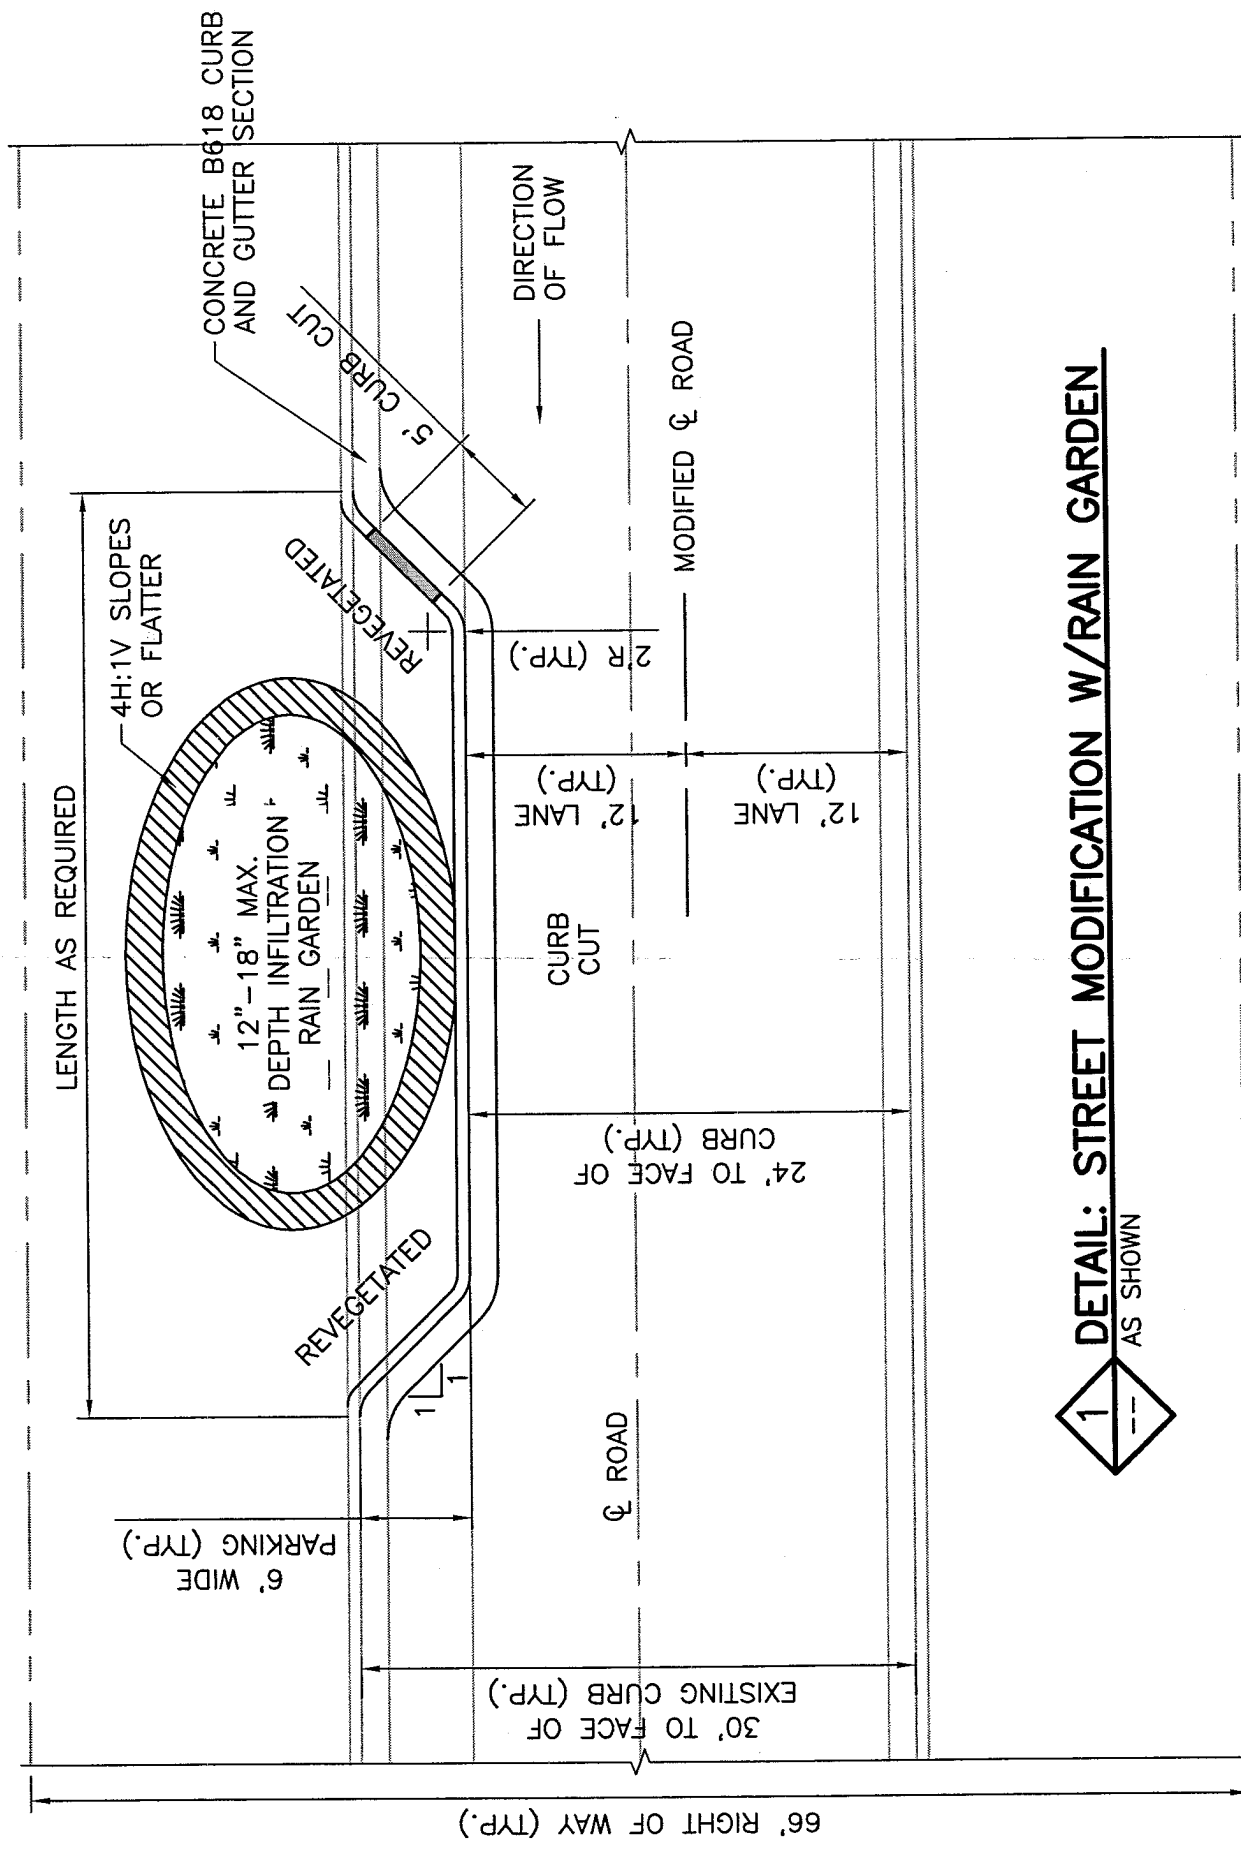 LENGTH AS REQUIRED
4H:1V SLOPES
OR FLATTER
CONCRETE B618 CURB
AND GUTTER SECTION
5' CURB CUT
REVEGETATED
12"–18" MAX.
DEPTH INFILTRATION
RAIN GARDEN
REVEGETATED
6' WIDE
PARKING (TYP.)
1
1
2'R (TYP.)
DIRECTION
OF FLOW
12' LANE
(TYP.)
12' LANE
(TYP.)
MODIFIED ℄ ROAD
CURB
CUT
24' TO FACE OF
CURB (TYP.)
℄ ROAD
30' TO FACE OF
EXISTING CURB (TYP.)
66' RIGHT OF WAY (TYP.)
1
--
DETAIL: STREET MODIFICATION W/RAIN GARDEN
AS SHOWN